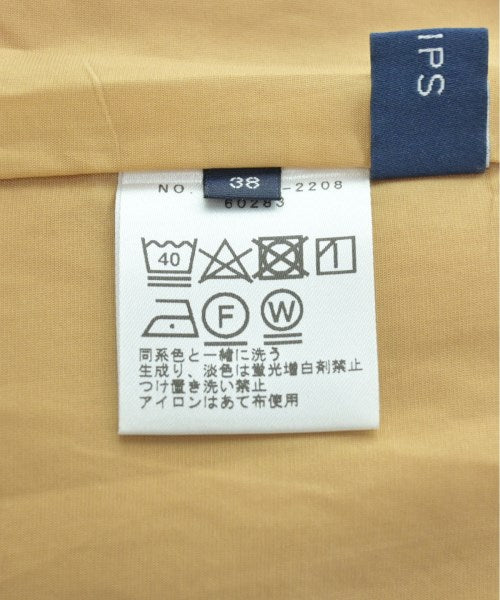 IPS
38
NO. -2208
60283
40
F W
同系色と一緒に洗う
生成り、淡色は蛍光増白剤禁止
つけ置き洗い禁止
アイロンはあて布使用